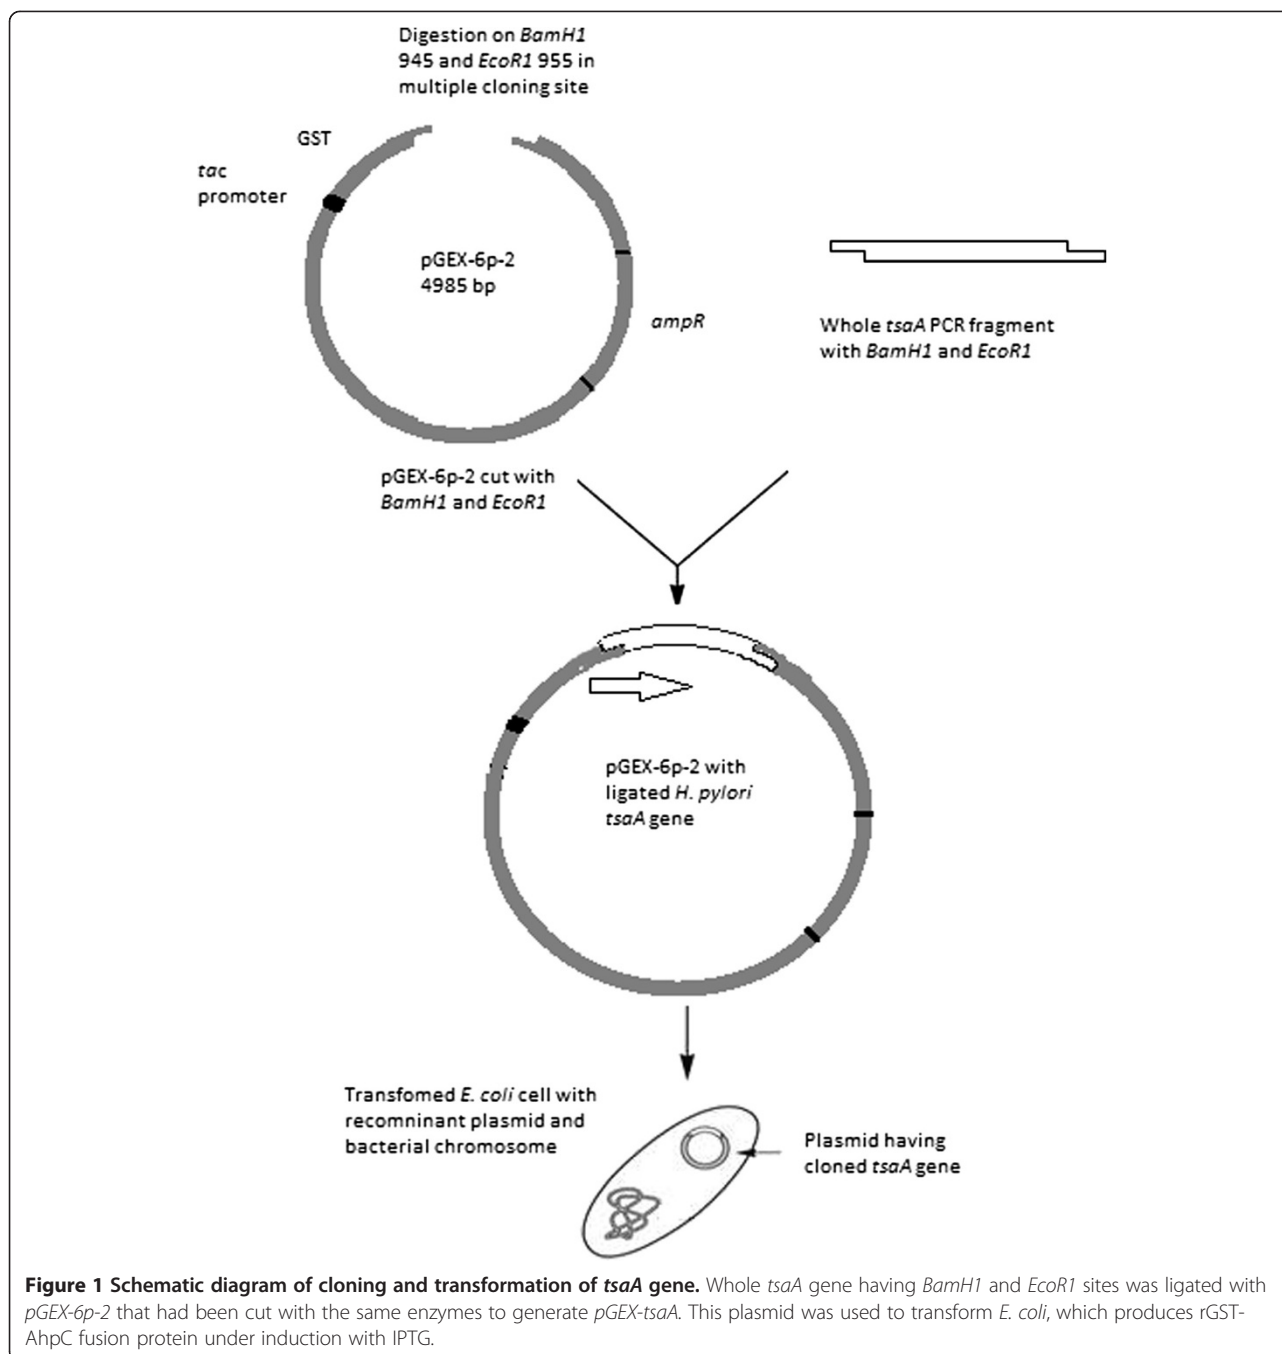 Digestion on BamH1
945 and EcoR1 955 in
multiple cloning site
GST
tac
promoter
pGEX-6p-2
4985 bp
ampR
Whole tsaA PCR fragment
with BamH1 and EcoR1
pGEX-6p-2 cut with
BamH1 and EcoR1
pGEX-6p-2 with
ligated H. pylori
tsaA gene
Transfomed E. coli cell with
recomninant plasmid and
bacterial chromosome
Plasmid having
cloned tsaA gene
Figure 1 Schematic diagram of cloning and transformation of tsaA gene. Whole tsaA gene having BamH1 and EcoR1 sites was ligated with
pGEX-6p-2 that had been cut with the same enzymes to generate pGEX-tsaA. This plasmid was used to transform E. coli, which produces rGST-
AhpC fusion protein under induction with IPTG.